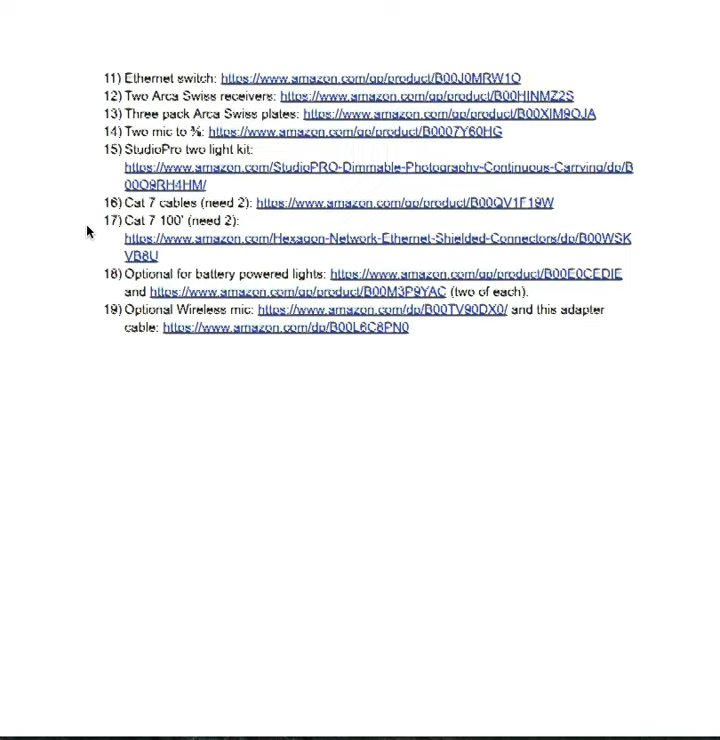 11) Ethernet switch: https://www.amazon.com/gp/product/B00J0MRW1O
12) Two Arca Swiss receivers: https://www.amazon.com/gp/product/B00HINMZ2S
13) Three pack Arca Swiss plates: https://www.amazon.com/gp/product/B00XIM9OJA
14) Two mic to ⅝: https://www.amazon.com/gp/product/B0007Y60HG
15) StudioPro two light kit:
https://www.amazon.com/StudioPRO-Dimmable-Photography-Continuous-Carrying/dp/B
00O9RH4HM/
16) Cat 7 cables (need 2): https://www.amazon.com/gp/product/B00QV1F19W
17) Cat 7 100' (need 2):
https://www.amazon.com/Hexagon-Network-Ethernet-Shielded-Connectors/dp/B00WSK
VB8U
18) Optional for battery powered lights: https://www.amazon.com/gp/product/B00E0CEDIE
and https://www.amazon.com/gp/product/B00M3P9YAC (two of each).
19) Optional Wireless mic: https://www.amazon.com/dp/B00TV90DX0/ and this adapter
cable: https://www.amazon.com/dp/B00L6C8PN0